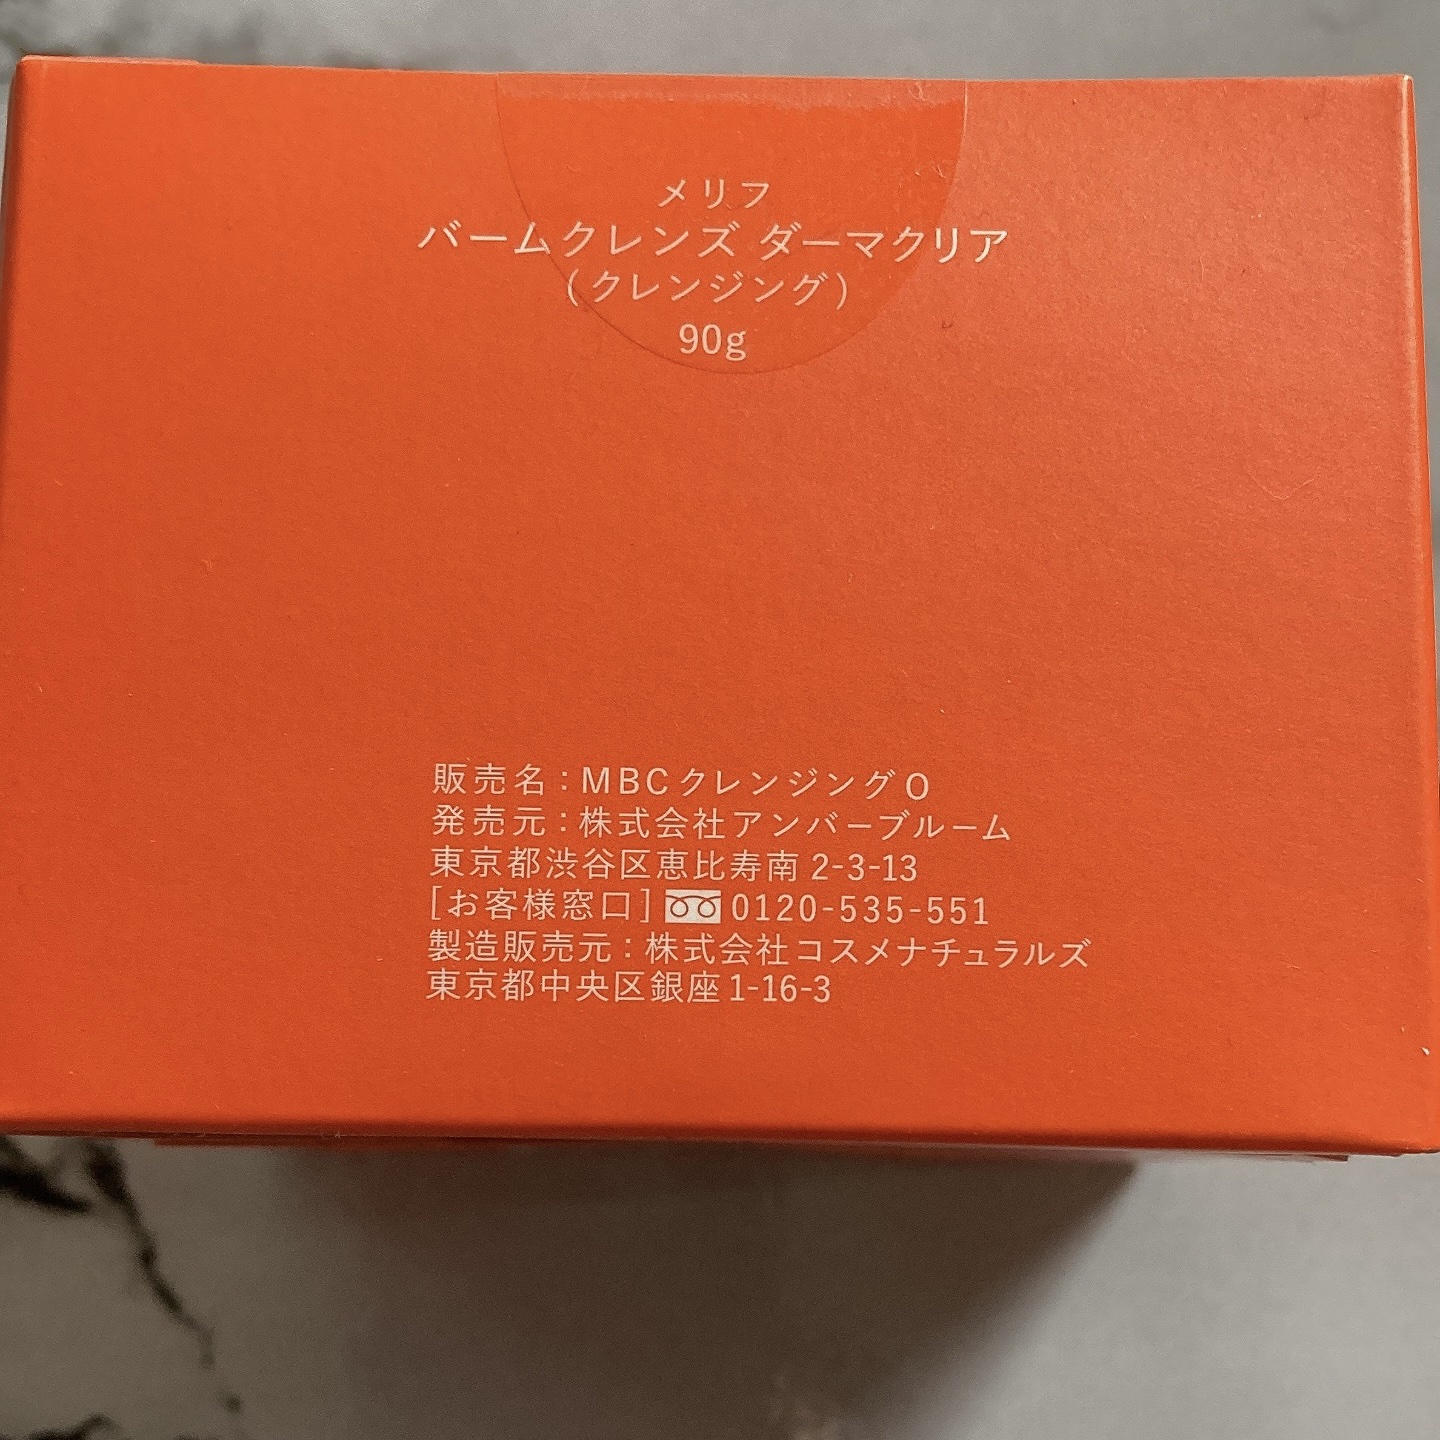 メリフ
バームクレンズ ダーマクリア
(クレンジング)
90g
販売名:MBCクレンジングO
発売元:株式会社アンバーブルーム
東京都渋谷区恵比寿南2-3-13
[お客様窓口] 0120-535-551
製造販売元:株式会社コスメナチュラルズ
東京都中央区銀座1-16-3